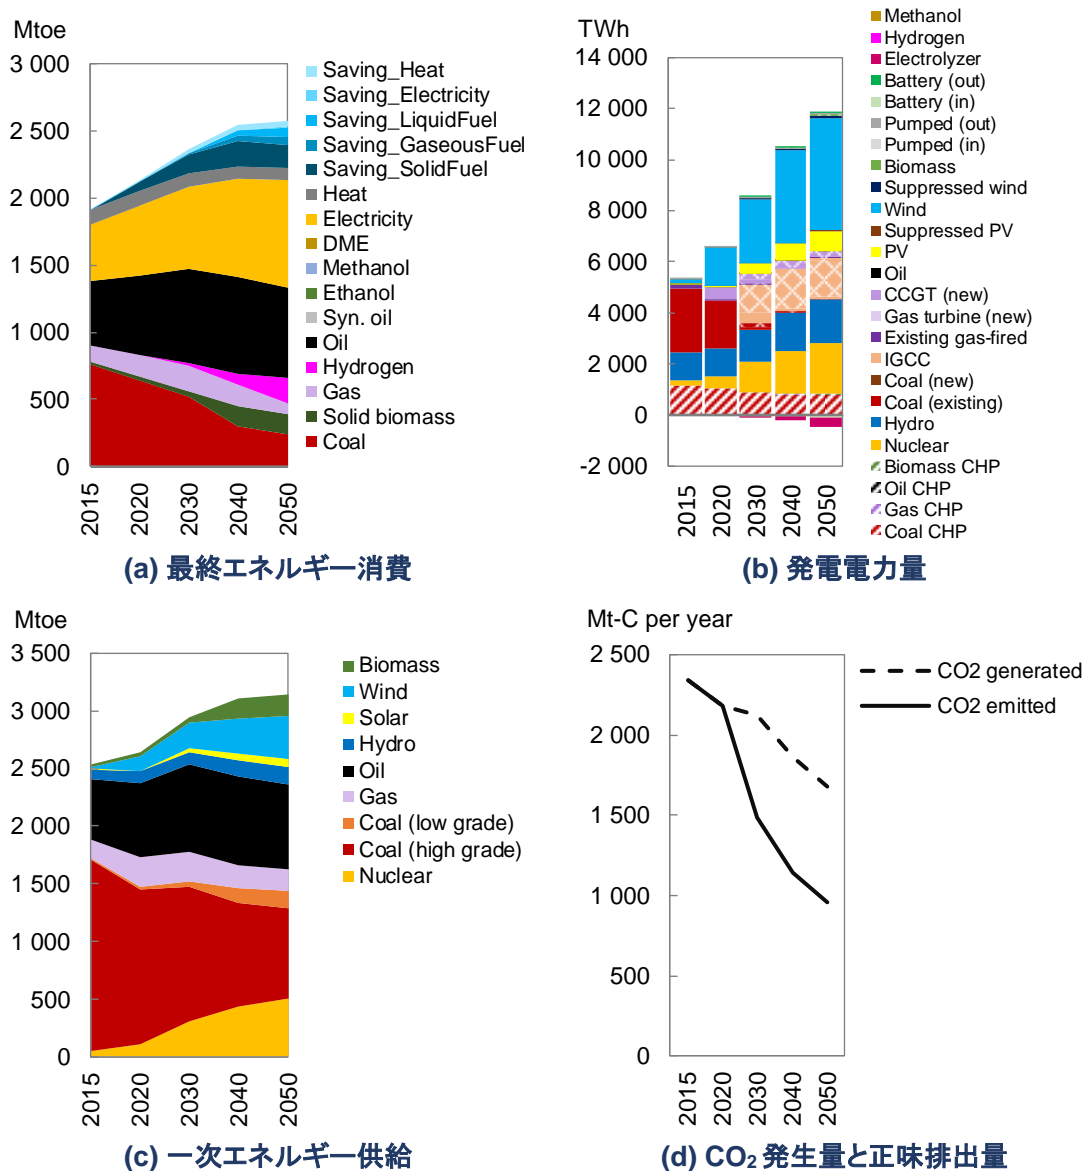 Mtoe
3 000
2 500
2 000
1 500
1 000
500
0
2015
2020
2030
2040
2050
Saving_Heat
Saving_Electricity
Saving_LiquidFuel
Saving_GaseousFuel
Saving_SolidFuel
Heat
Electricity
DME
Methanol
Ethanol
Syn. oil
Oil
Hydrogen
Gas
Solid biomass
Coal
(a) 最終エネルギー消費
TWh
14 000
12 000
10 000
8 000
6 000
4 000
2 000
0
-2 000
2015
2020
2030
2040
2050
Methanol
Hydrogen
Electrolyzer
Battery (out)
Battery (in)
Pumped (out)
Pumped (in)
Biomass
Suppressed wind
Wind
Suppressed PV
PV
Oil
CCGT (new)
Gas turbine (new)
Existing gas-fired
IGCC
Coal (new)
Coal (existing)
Hydro
Nuclear
Biomass CHP
Oil CHP
Gas CHP
Coal CHP
(b) 発電電力量
Mtoe
3 500
3 000
2 500
2 000
1 500
1 000
500
0
2015
2020
2030
2040
2050
Biomass
Wind
Solar
Hydro
Oil
Gas
Coal (low grade)
Coal (high grade)
Nuclear
(c) 一次エネルギー供給
Mt-C per year
2 500
2 000
1 500
1 000
500
0
2015
2020
2030
2040
2050
CO2 generated
CO2 emitted
(d) CO₂ 発生量と正味排出量